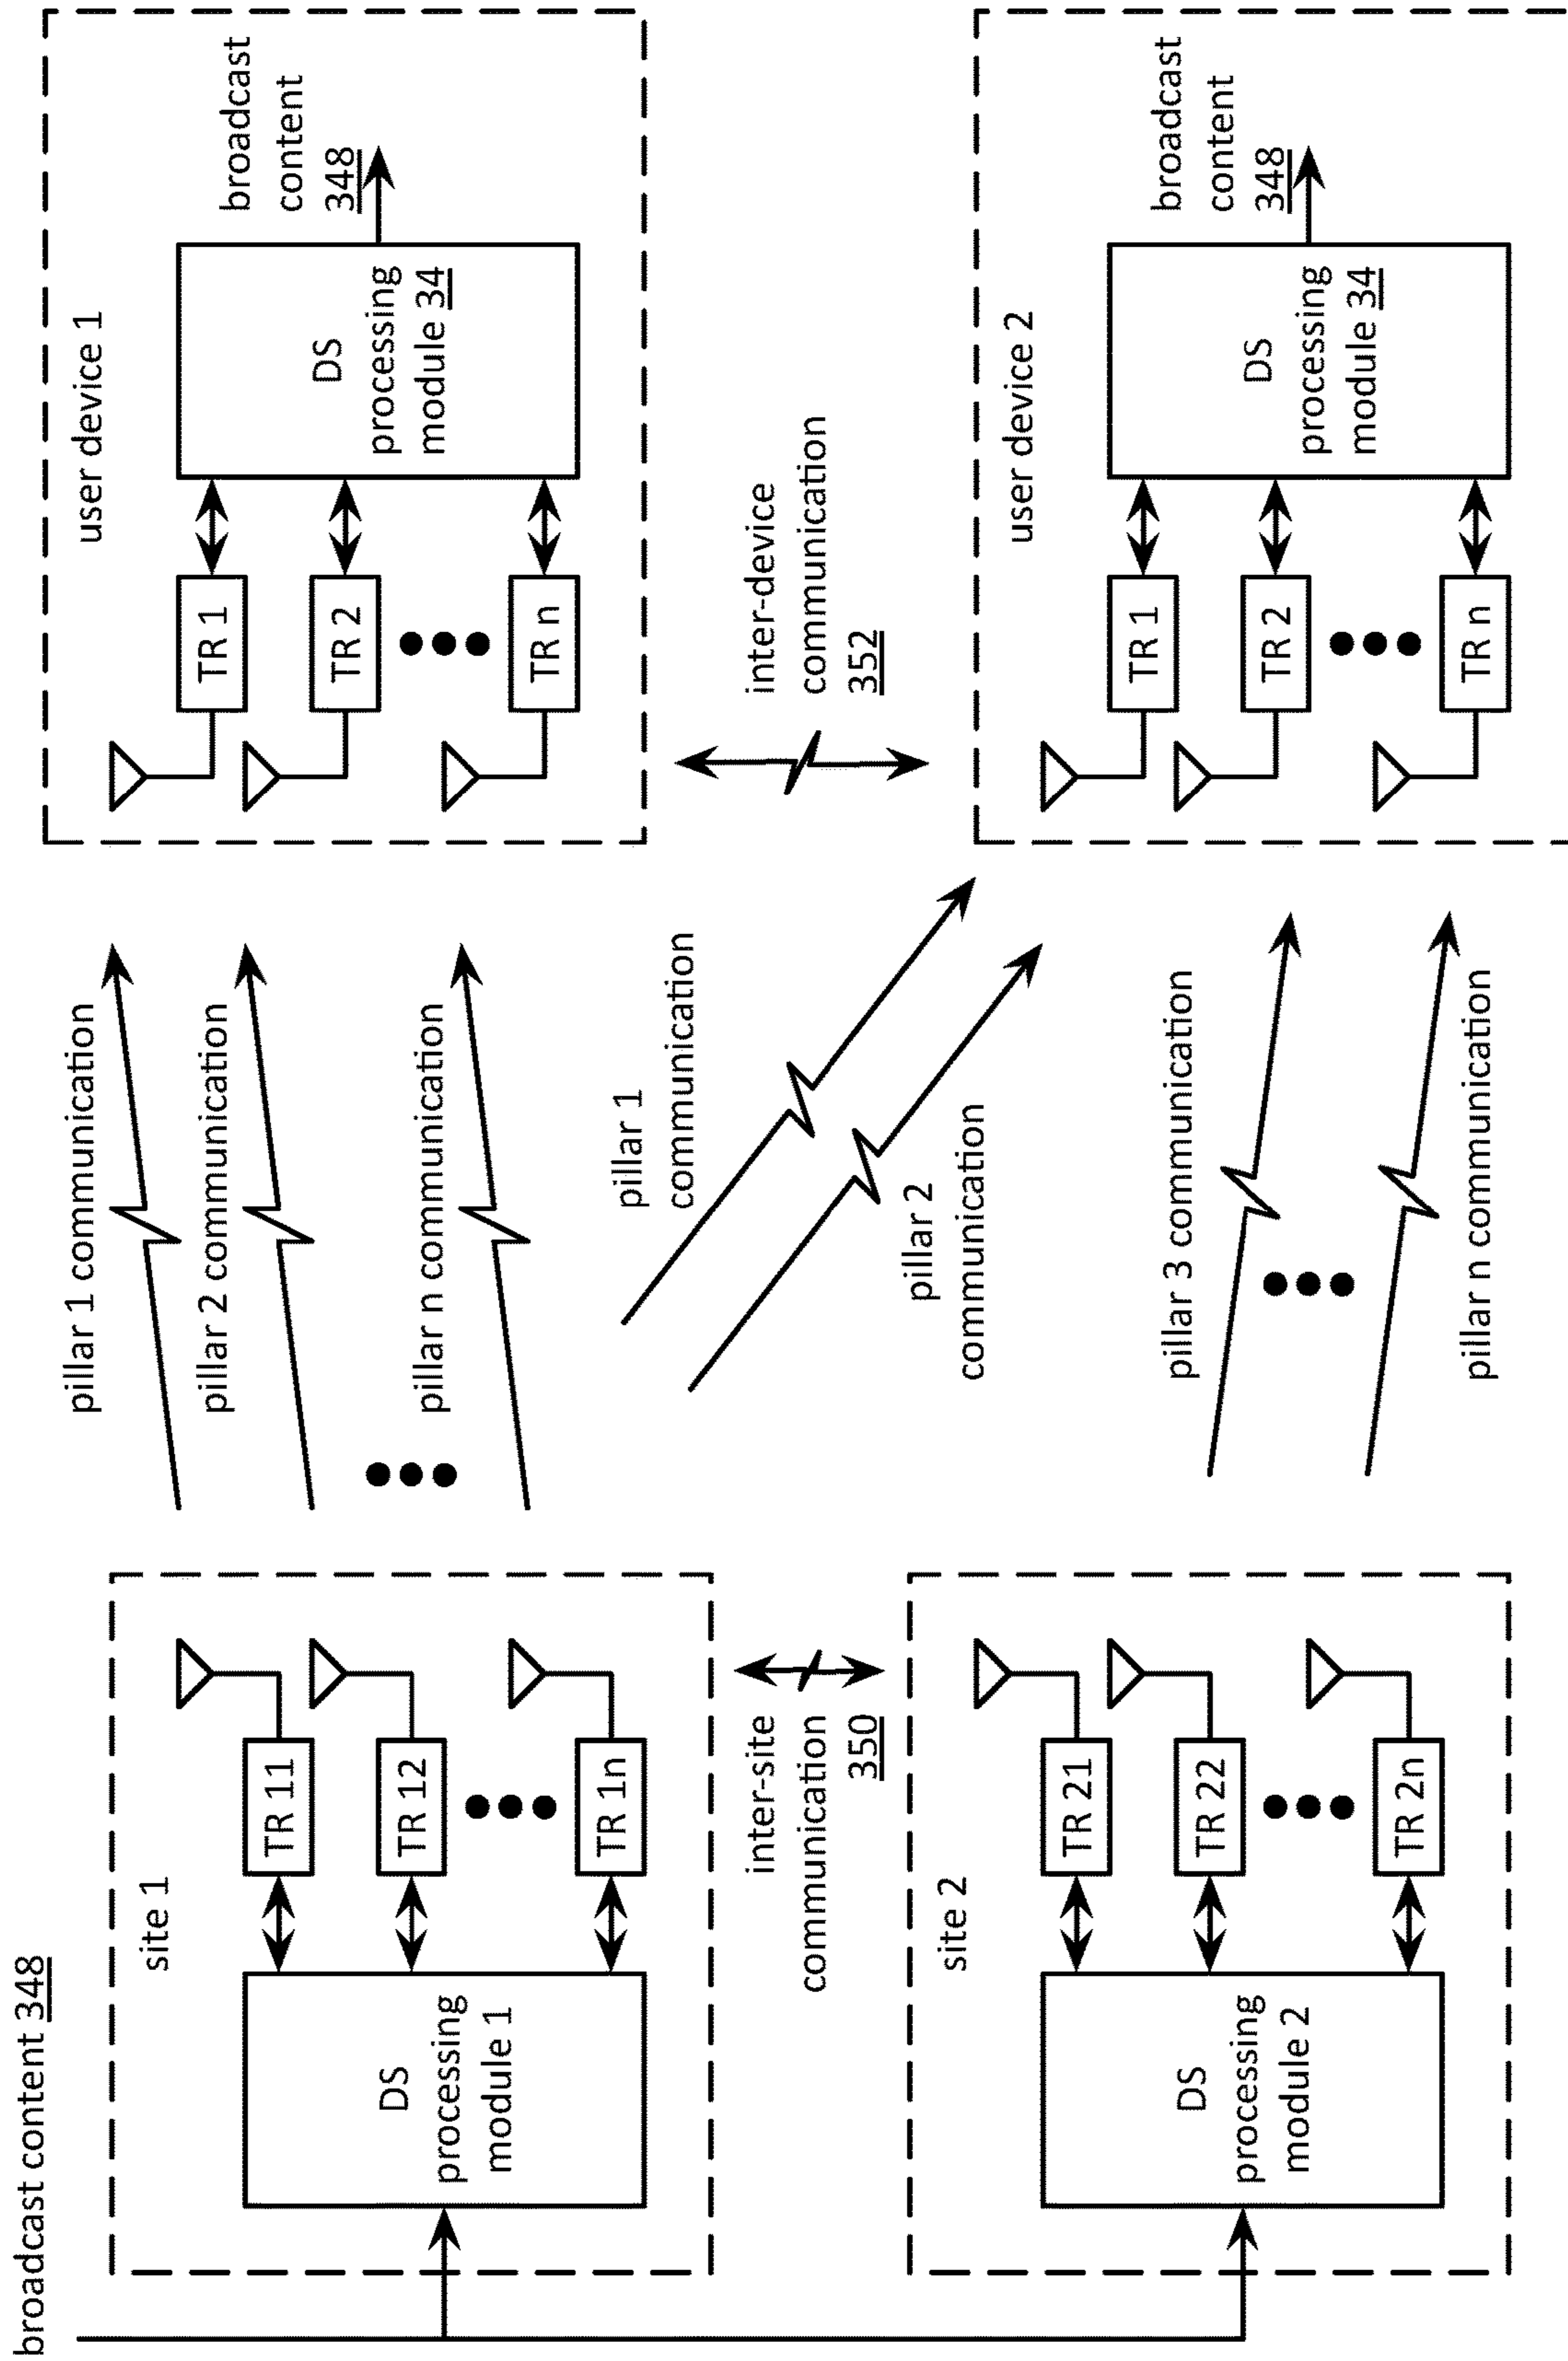 broadcast content 348
site 1
DS
processing
module 1
TR 11
TR 12
TR 1n
inter-site
communication
350
site 2
DS
processing
module 2
TR 21
TR 22
TR 2n
pillar 1 communication
pillar 2 communication
pillar n communication
pillar 1
communication
pillar 2
communication
pillar 3 communication
pillar n communication
user device 1
TR 1
TR 2
TR n
DS
processing
module 34
broadcast
content
348
inter-device
communication
352
user device 2
TR 1
TR 2
TR n
DS
processing
module 34
broadcast
content
348